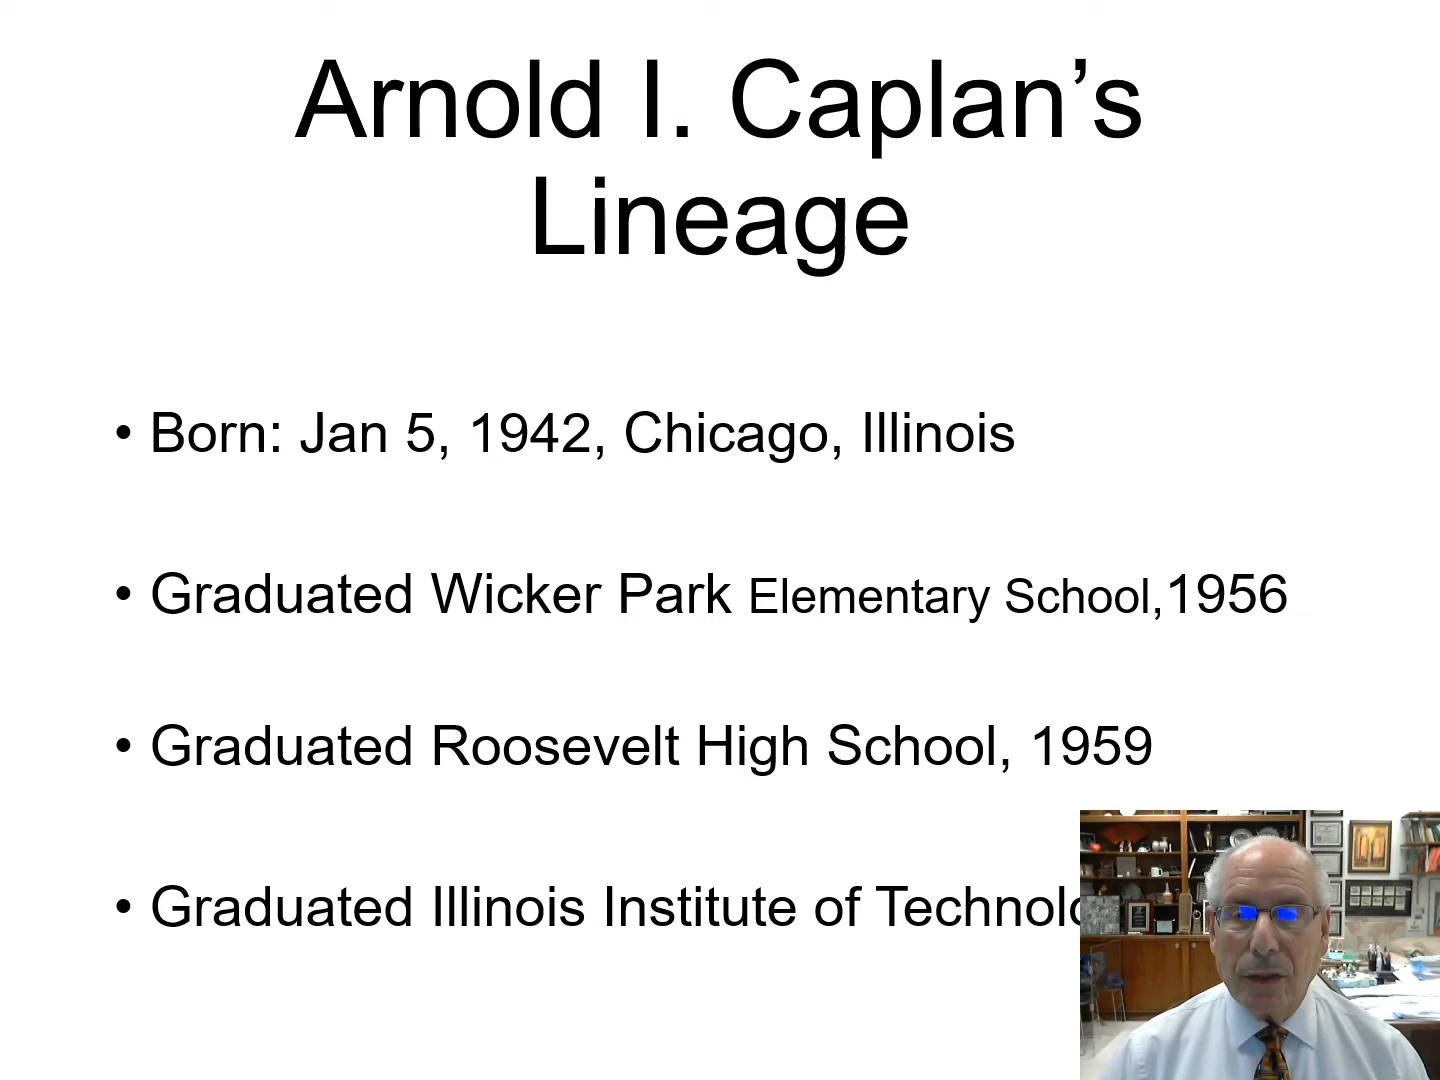 Arnold I. Caplan’s
Lineage
• Born: Jan 5, 1942, Chicago, Illinois
• Graduated Wicker Park Elementary School,1956
• Graduated Roosevelt High School, 1959
• Graduated Illinois Institute of